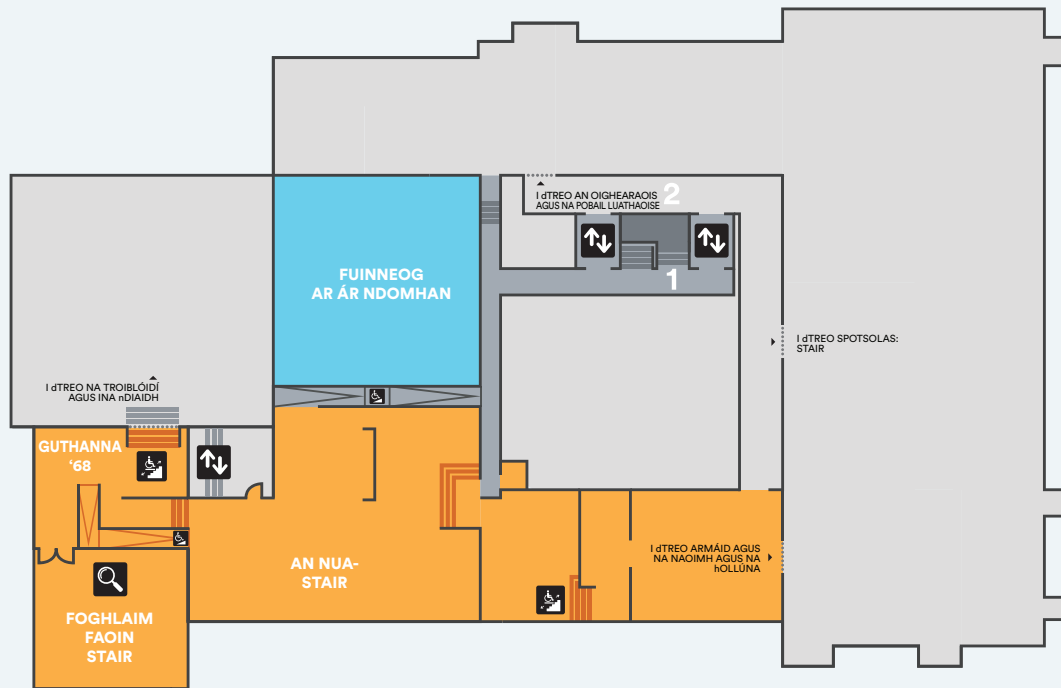 I dTREO AN OIGHEARAOIS
AGUS NA POBAIL LUATHAOISE
2
1
FUINNEOG
AR ÁR NDOMHAN
I dTREO SPOTSOLAS:
STAIR
I dTREO NA TROIBLÓIDÍ
AGUS INA nDIAIDH
GUTHANNA
‘68
AN NUA-
STAIR
I dTREO ARMÁID AGUS
NA NAOIMH AGUS NA
hOLLÚNA
FOGHLAIM
FAOIN
STAIR